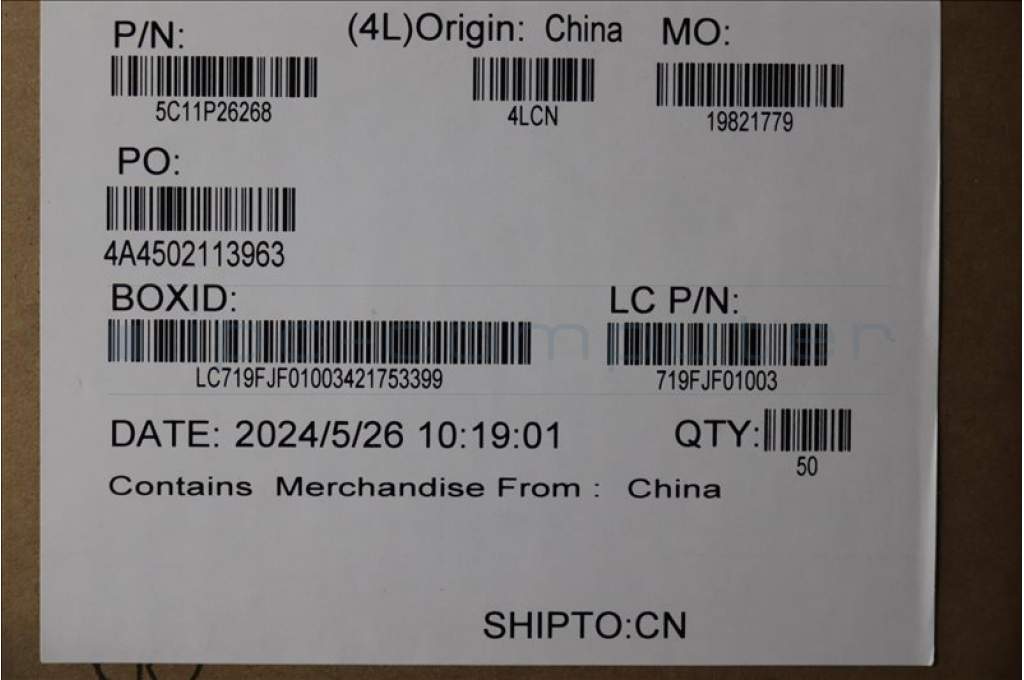 P/N: (4L)Origin: China MO:
5C11P26268 4LCN 19821779
PO:
4A4502113963
BOXID: LC P/N:
LC719FJF01003421753399 719FJF01003
DATE: 2024/5/26 10:19:01 QTY:
50
Contains Merchandise From : China
SHIPTO:CN